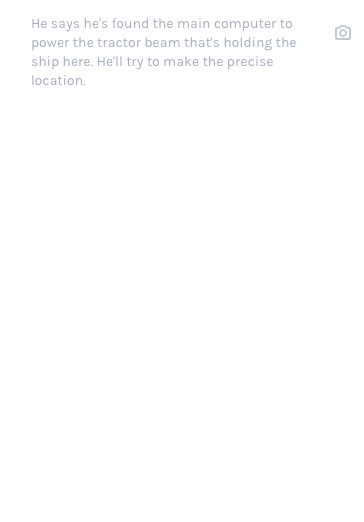 He says he's found the main computer to
power the tractor beam that's holding the
ship here. He'll try to make the precise
location.